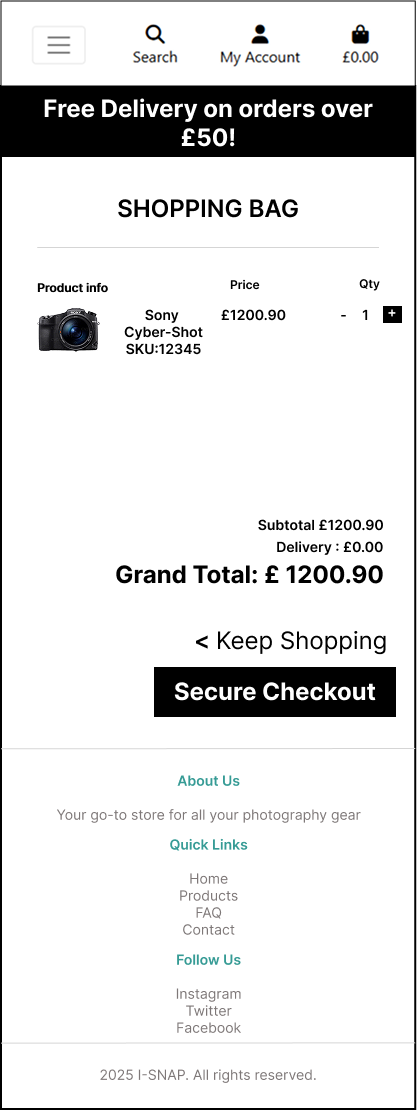 Search
My Account
£0.00
Free Delivery on orders over
£50!
SHOPPING BAG
Product info
Price
Qty
Sony
Cyber-Shot
SKU:12345
£1200.90
- 1 +
Subtotal £1200.90
Delivery : £0.00
Grand Total: £ 1200.90
< Keep Shopping
Secure Checkout
About Us
Your go-to store for all your photography gear
Quick Links
Home
Products
FAQ
Contact
Follow Us
Instagram
Twitter
Facebook
2025 I-SNAP. All rights reserved.